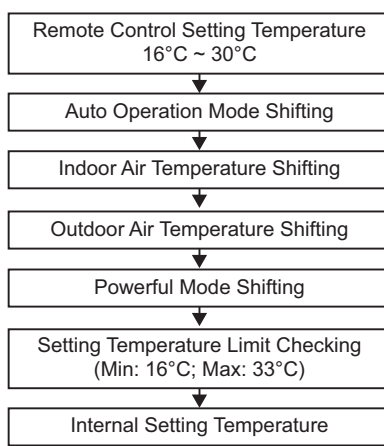 Remote Control Setting Temperature
16°C ~ 30°C
Auto Operation Mode Shifting
Indoor Air Temperature Shifting
Outdoor Air Temperature Shifting
Powerful Mode Shifting
Setting Temperature Limit Checking
(Min: 16°C; Max: 33°C)
Internal Setting Temperature